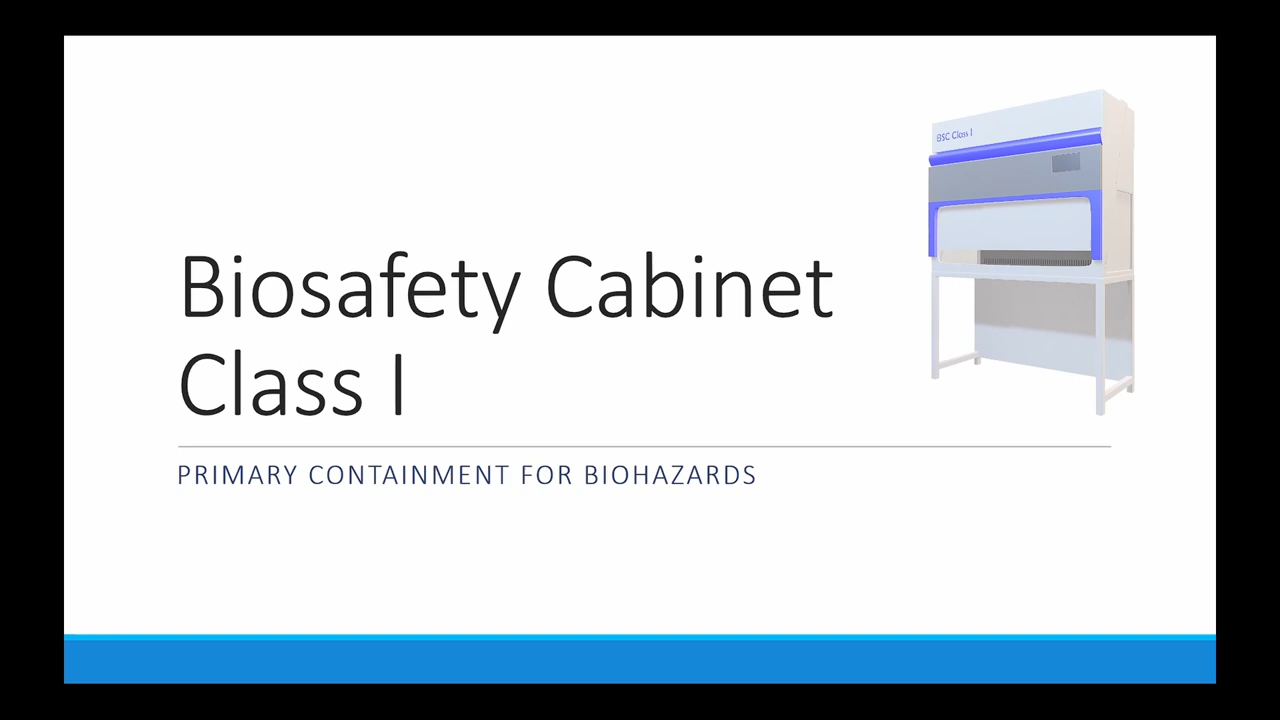 BSC Class I
Biosafety Cabinet
Class I
PRIMARY CONTAINMENT FOR BIOHAZARDS